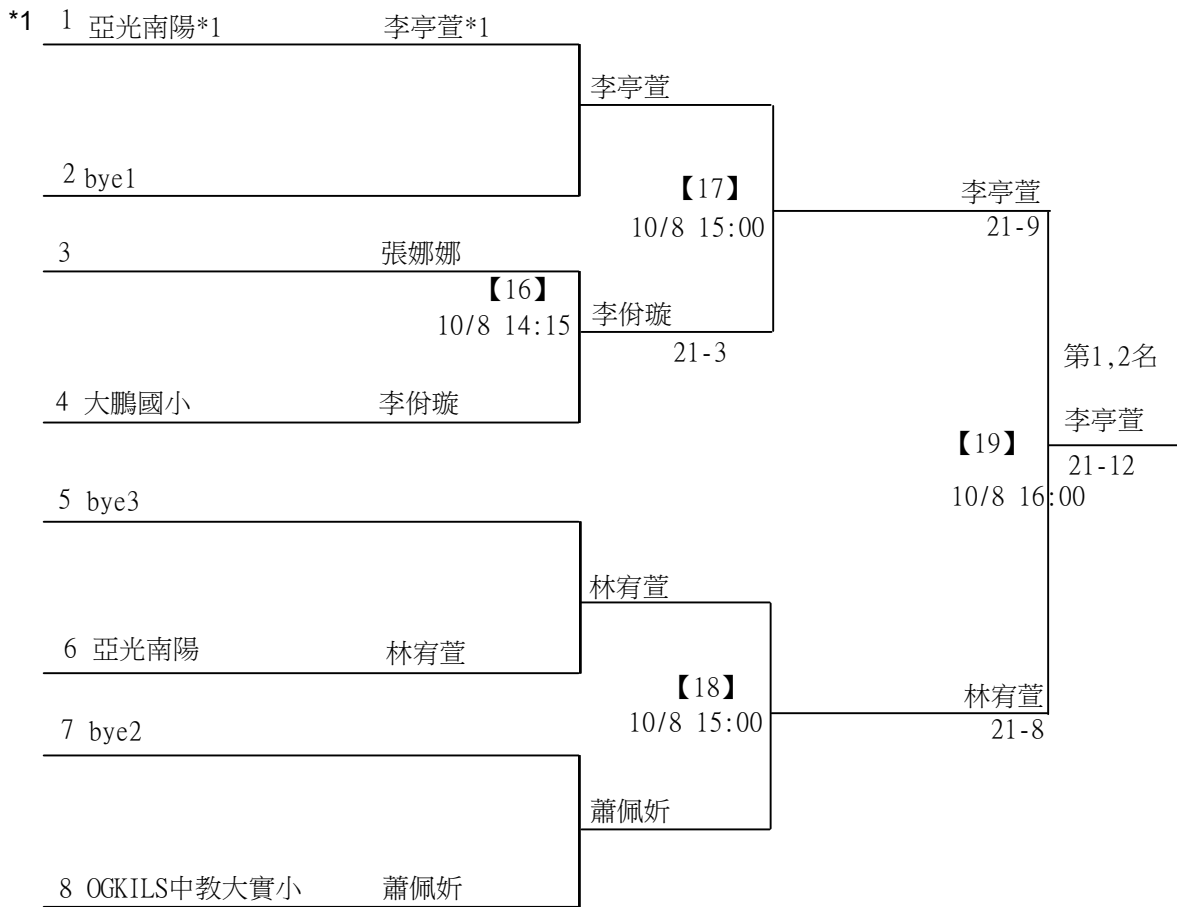 *1 1 亞光南陽*1 李亭萱*1
李亭萱
2 bye1
【17】
10/8 15:00
李亭萱
21-9
3 張娜娜
【16】
10/8 14:15
李佾璇
21-3
第1,2名
4 大鵬國小 李佾璇
李亭萱
【19】
21-12
10/8 16:00
5 bye3
林宥萱
6 亞光南陽 林宥萱
【18】
10/8 15:00
林宥萱
21-8
7 bye2
蕭佩妡
8 OGKILS中教大實小 蕭佩妡